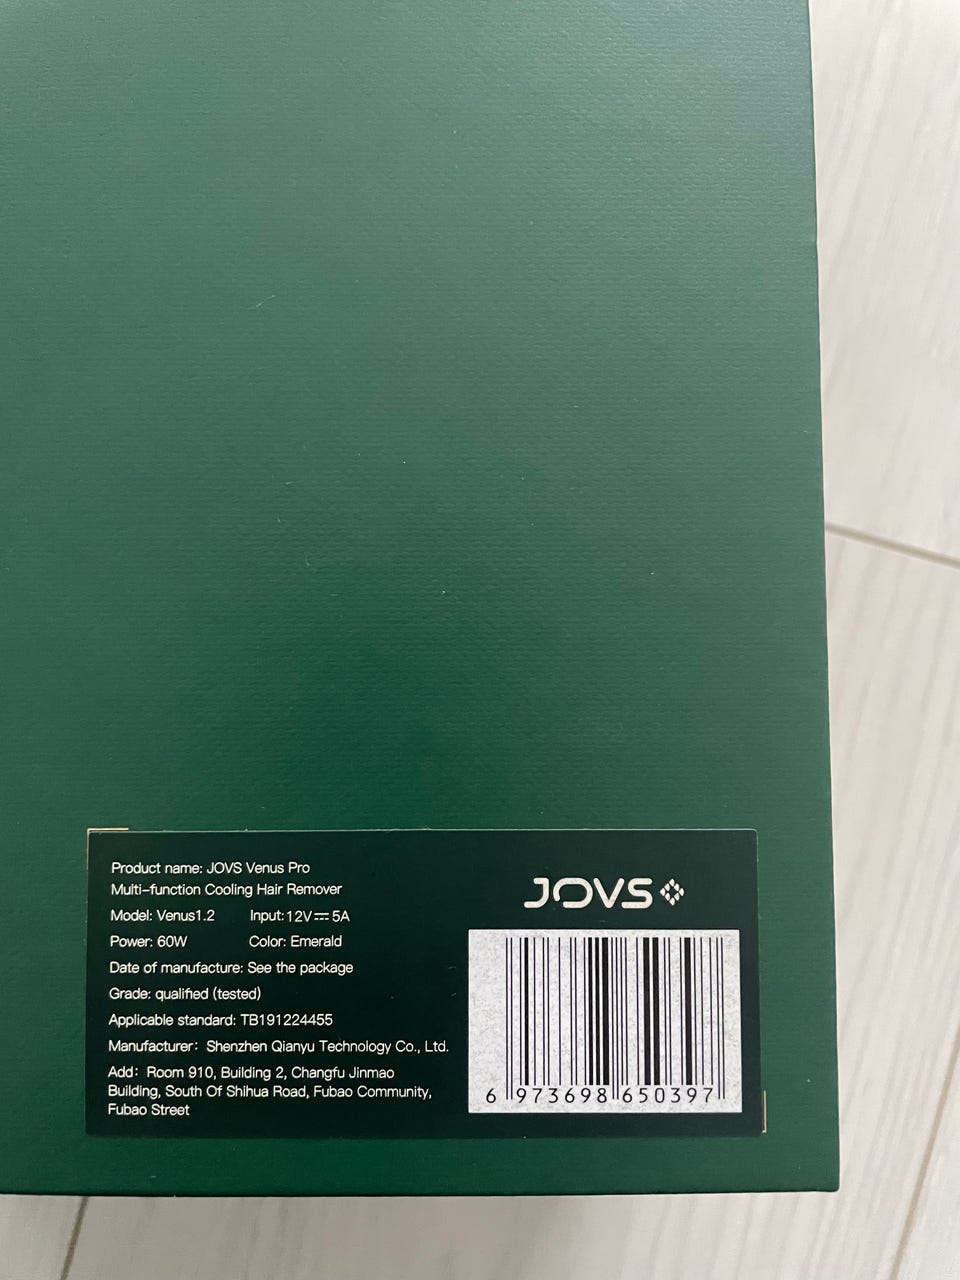 Product name: JOVS Venus Pro
Multi-function Cooling Hair Remover
Model: Venus1.2 Input: 12V⎓5A
Power: 60W Color: Emerald
Date of manufacture: See the package
Grade: qualified (tested)
Applicable standard: TB191224455
Manufacturer: Shenzhen Qianyu Technology Co., Ltd.
Add: Room 910, Building 2, Changfu Jinmao
Building, South Of Shihua Road, Fubao Community,
Fubao Street
JOVS
6 973698 650397